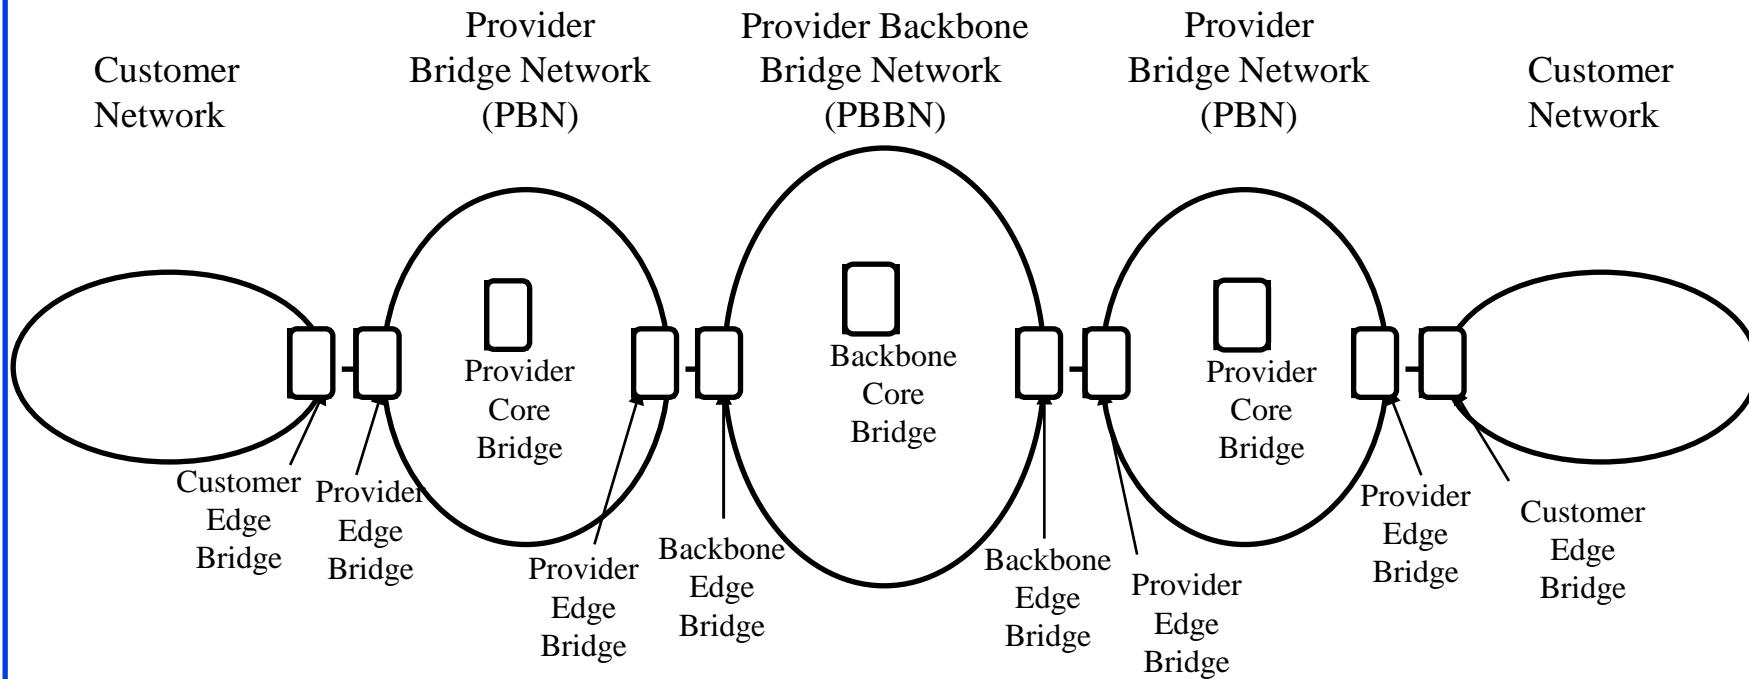 Customer
Network
Provider
Bridge Network
(PBN)
Provider Backbone
Bridge Network
(PBBN)
Provider
Bridge Network
(PBN)
Customer
Network
Provider
Core
Bridge
Backbone
Core
Bridge
Provider
Core
Bridge
Customer
Edge
Bridge
Provider
Edge
Bridge
Provider
Edge
Bridge
Backbone
Edge
Bridge
Backbone
Edge
Bridge
Provider
Edge
Bridge
Provider
Edge
Bridge
Customer
Edge
Bridge